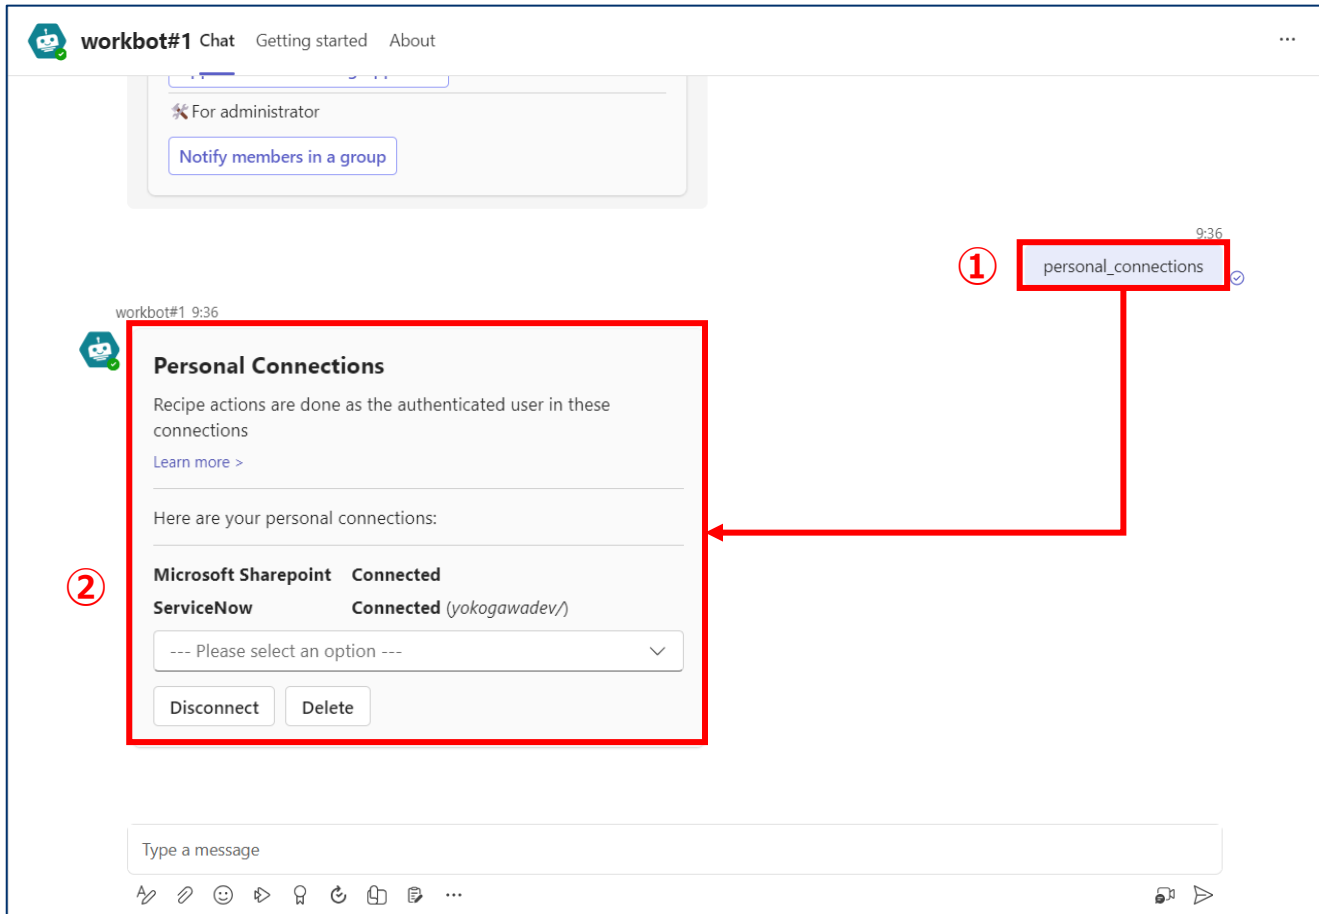 workbot#1 Chat Getting started About
🛠 For administrator
Notify members in a group
9:36
① personal_connections
workbot#1 9:36
Personal Connections
Recipe actions are done as the authenticated user in these
connections
Learn more >
Here are your personal connections:
②
Microsoft Sharepoint Connected
ServiceNow Connected (yokogawadev/)
--- Please select an option ---
Disconnect Delete
Type a message